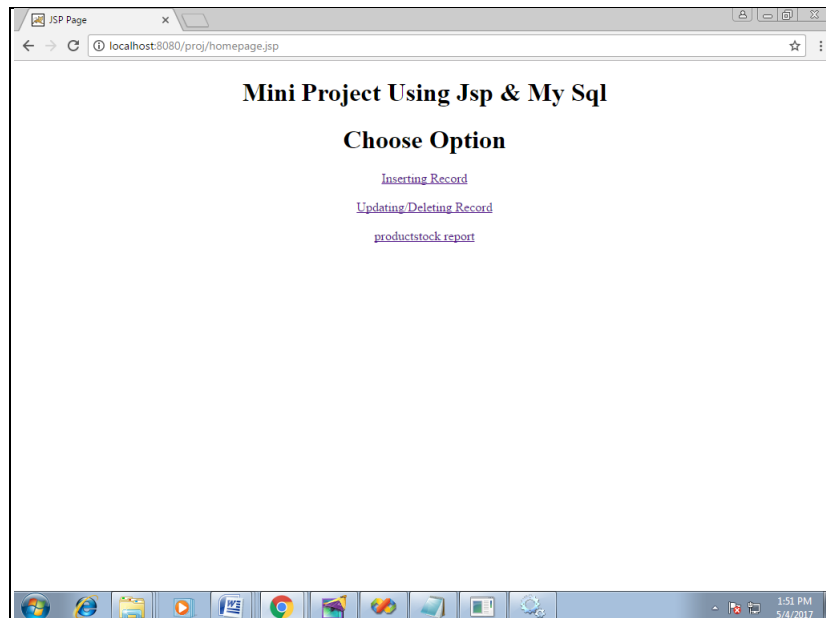 JSP Page
localhost:8080/proj/homepage.jsp
Mini Project Using Jsp & My Sql
Choose Option
Inserting Record
Updating/Deleting Record
productstock report
1:51 PM
5/4/2017